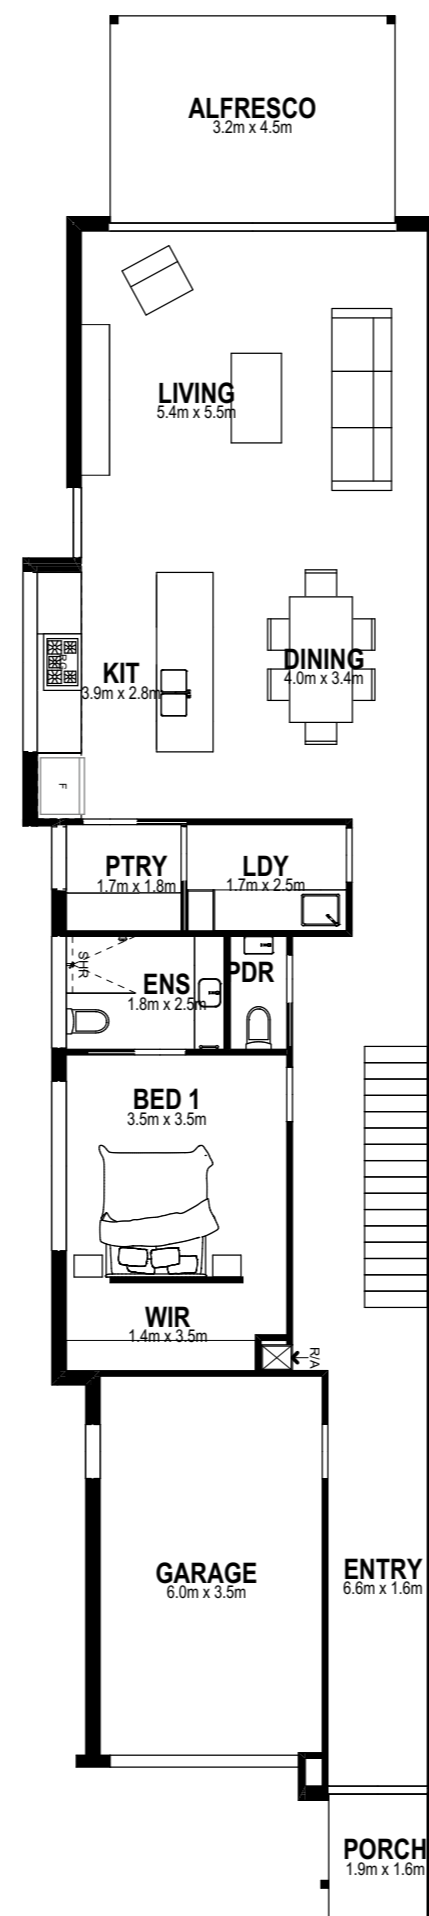 ALFRESCO
3.2m x 4.5m
LIVING
5.4m x 5.5m
KIT
3.9m x 2.8m
DINING
4.0m x 3.4m
F
PTRY
1.7m x 1.8m
LDY
1.7m x 2.5m
SHR
ENS
1.8m x 2.5m
PDR
BED 1
3.5m x 3.5m
WIR
1.4m x 3.5m
R/A
GARAGE
6.0m x 3.5m
ENTRY
6.6m x 1.6m
PORCH
1.9m x 1.6m